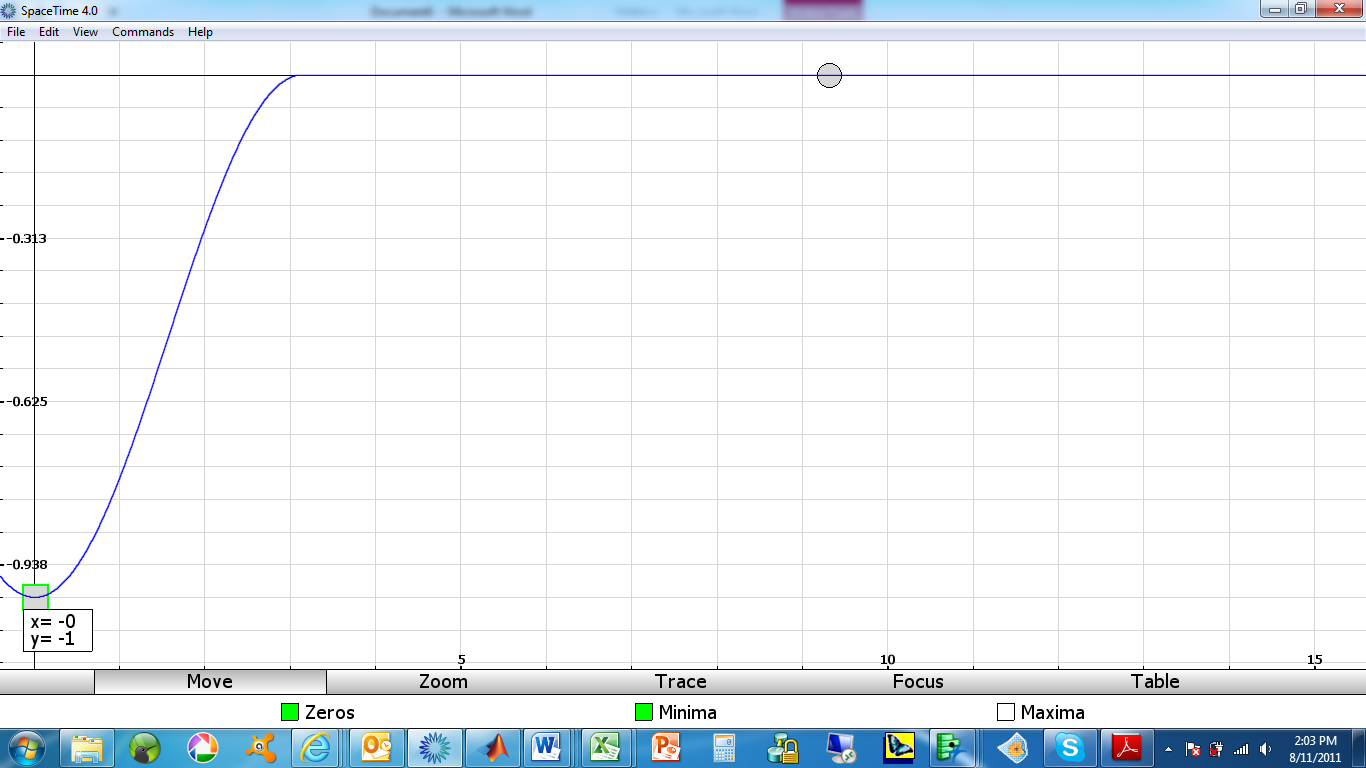 SpaceTime 4.0
File Edit View Commands Help
-0.313
-0.625
-0.938
x= -0
y= -1
5 10 15
Move Zoom Trace Focus Table
Zeros Minima Maxima
2:03 PM
8/11/2011